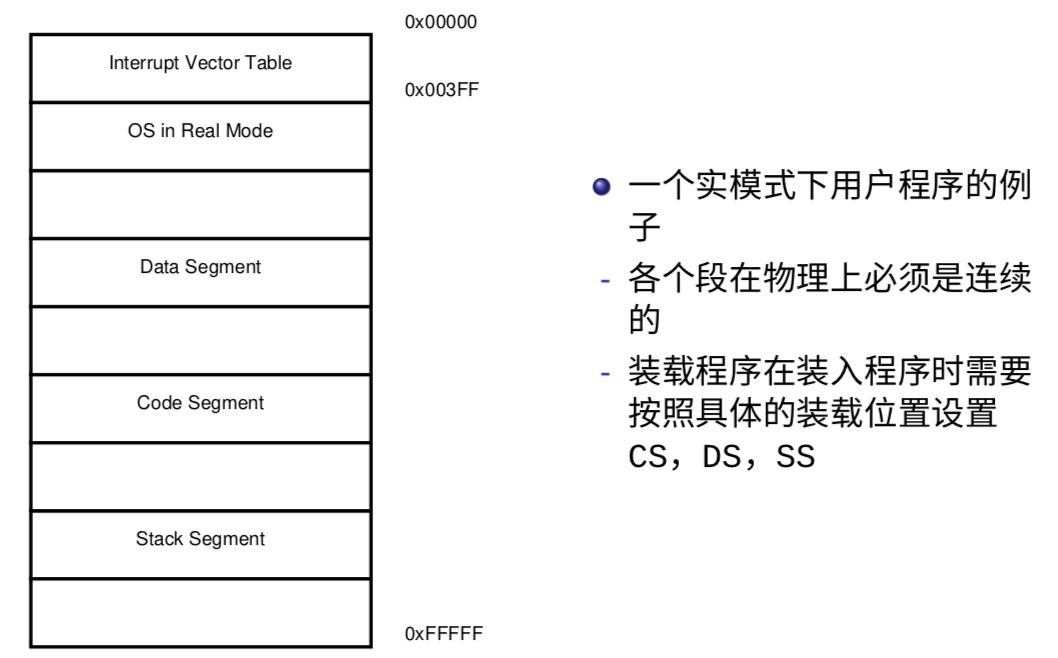 0x00000
Interrupt Vector Table
0x003FF
OS in Real Mode
Data Segment
Code Segment
Stack Segment
0xFFFFF
一个实模式下用户程序的例
子
- 各个段在物理上必须是连续
的
- 装载程序在装入程序时需要
按照具体的装载位置设置
CS，DS，SS